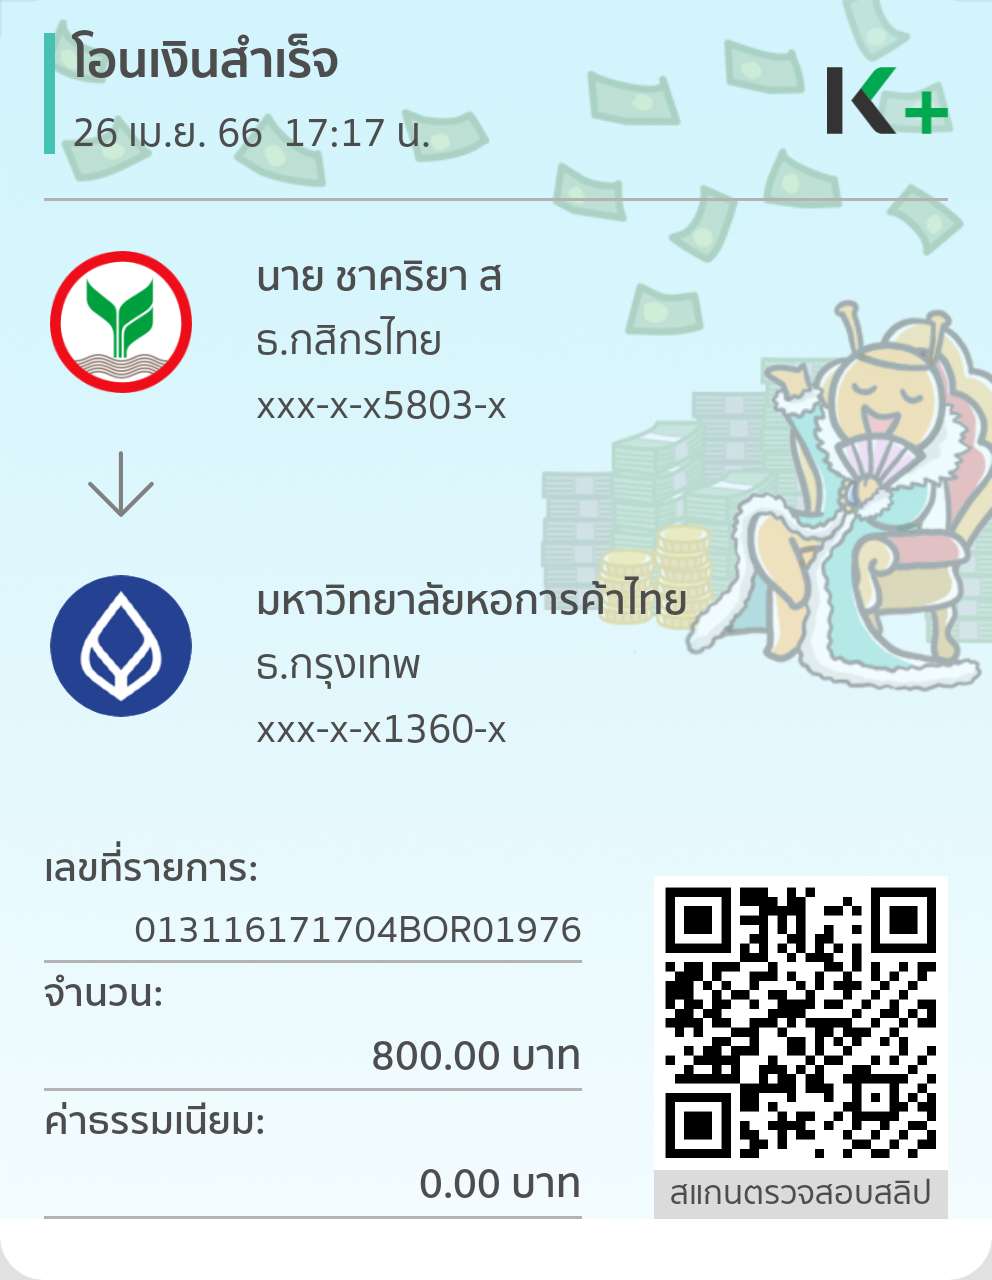 โอนเงินสำเร็จ
26 เม.ย. 66 17:17 น.
K+
นาย ชาคริยา ส
ธ.กสิกรไทย
xxx-x-x5803-x
มหาวิทยาลัยหอการค้าไทย
ธ.กรุงเทพ
xxx-x-x1360-x
เลขที่รายการ:
013116171704BOR01976
จำนวน:
800.00 บาท
ค่าธรรมเนียม:
0.00 บาท
สแกนตรวจสอบสลิป